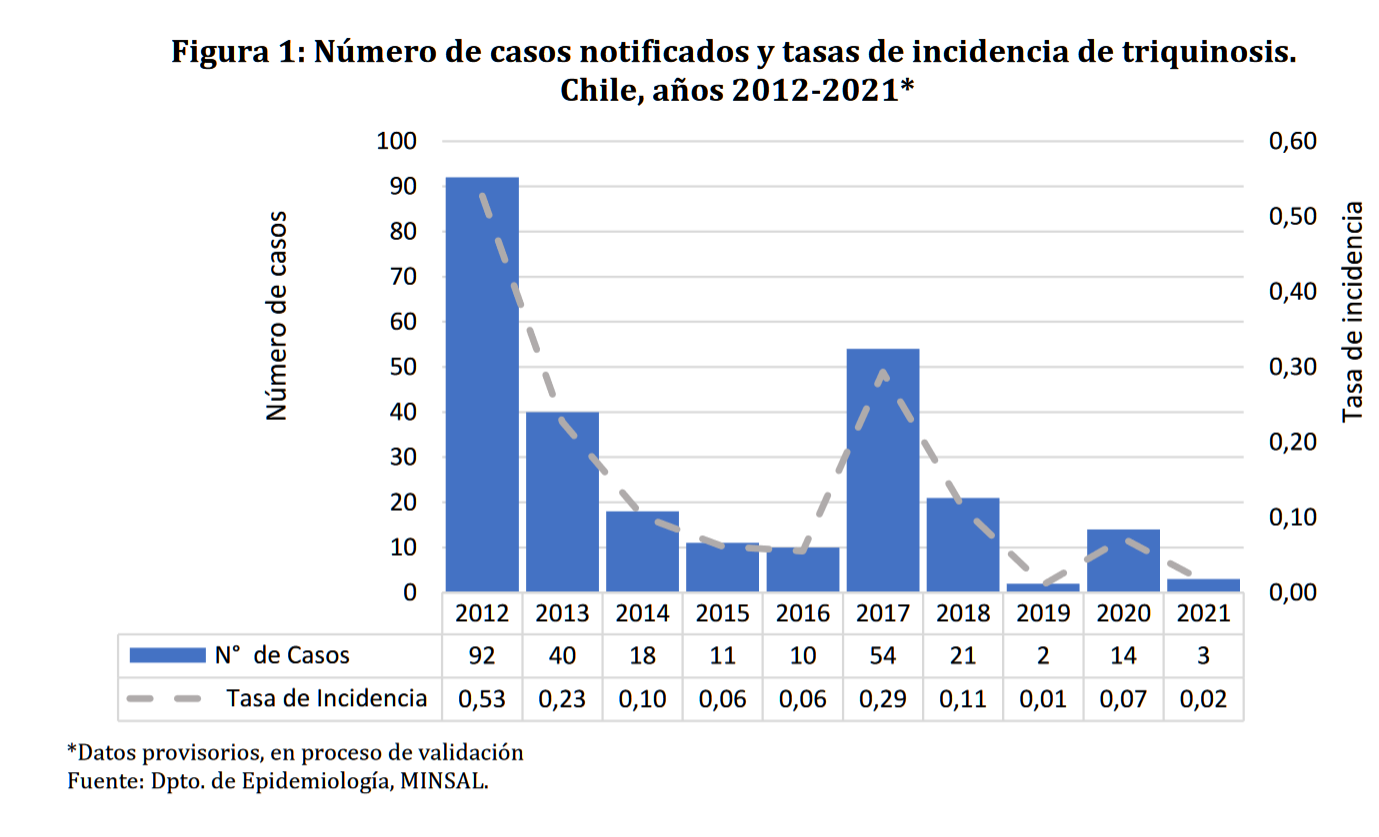 Figura 1: Número de casos notificados y tasas de incidencia de triquinosis.
Chile, años 2012-2021*
Número de casos
100
90
80
70
60
50
40
30
20
10
0
0,60
0,50
0,40
0,30
0,20
0,10
0,00
Tasa de incidencia
2012 2013 2014 2015 2016 2017 2018 2019 2020 2021
N° de Casos 92 40 18 11 10 54 21 2 14 3
Tasa de Incidencia 0,53 0,23 0,10 0,06 0,06 0,29 0,11 0,01 0,07 0,02
*Datos provisorios, en proceso de validación
Fuente: Dpto. de Epidemiología, MINSAL.